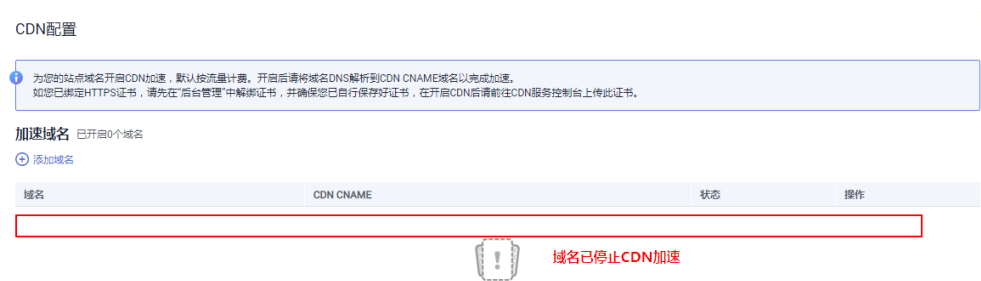 CDN配置
为您的站点域名开启CDN加速，默认按流量计费。开启后请将域名DNS解析到CDN CNAME域名以完成加速。
如您已绑定HTTPS证书，请先在“后台管理”中解绑证书，并确保您已自行保存好证书，在开启CDN后请前往CDN服务控制台上传此证书。
加速域名 已开启0个域名
添加域名
域名 CDN CNAME 状态 操作
域名已停止CDN加速